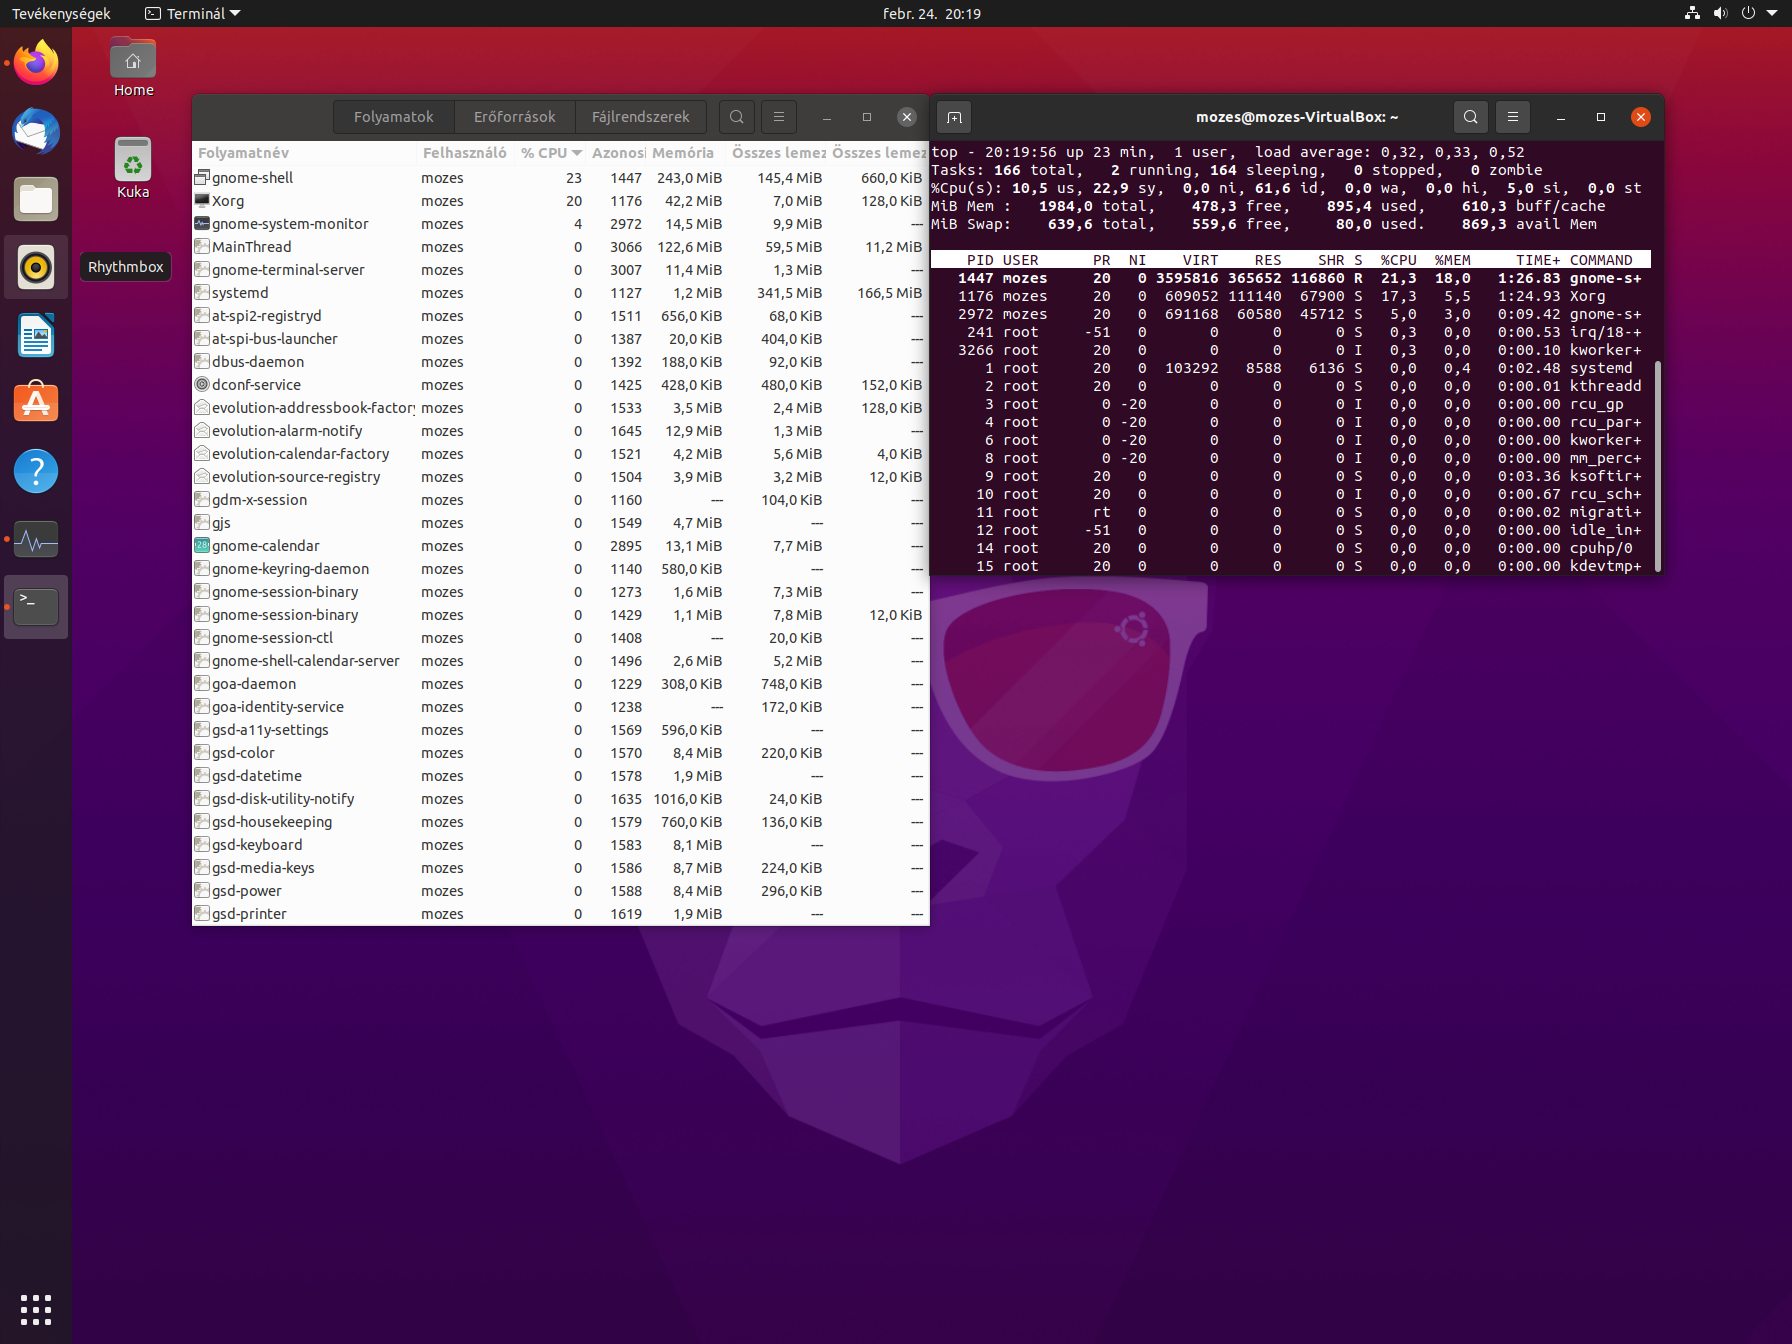 Tevékenységek
Terminál
febr. 24.  20:19
Home
Kuka
Rhythmbox
Folyamatok Erőforrások Fájlrendszerek
Folyamatnév Felhasználó % CPU Azonosí Memória Összes lemez Összes lemez
gnome-shell mozes 23 1447 243,0 MiB 145,4 MiB 660,0 KiB
Xorg mozes 20 1176 42,2 MiB 7,0 MiB 128,0 KiB
gnome-system-monitor mozes 4 2972 14,5 MiB 9,9 MiB ---
MainThread mozes 0 3066 122,6 MiB 59,5 MiB 11,2 MiB
gnome-terminal-server mozes 0 3007 11,4 MiB 1,3 MiB ---
systemd mozes 0 1127 1,2 MiB 341,5 MiB 166,5 MiB
at-spi2-registryd mozes 0 1511 656,0 KiB 68,0 KiB ---
at-spi-bus-launcher mozes 0 1387 20,0 KiB 404,0 KiB ---
dbus-daemon mozes 0 1392 188,0 KiB 92,0 KiB ---
dconf-service mozes 0 1425 428,0 KiB 480,0 KiB 152,0 KiB
evolution-addressbook-factory mozes 0 1533 3,5 MiB 2,4 MiB 128,0 KiB
evolution-alarm-notify mozes 0 1645 12,9 MiB 1,3 MiB ---
evolution-calendar-factory mozes 0 1521 4,2 MiB 5,6 MiB 4,0 KiB
evolution-source-registry mozes 0 1504 3,9 MiB 3,2 MiB 12,0 KiB
gdm-x-session mozes 0 1160 --- 104,0 KiB ---
gjs mozes 0 1549 4,7 MiB --- ---
gnome-calendar mozes 0 2895 13,1 MiB 7,7 MiB ---
gnome-keyring-daemon mozes 0 1140 580,0 KiB --- ---
gnome-session-binary mozes 0 1273 1,6 MiB 7,3 MiB ---
gnome-session-binary mozes 0 1429 1,1 MiB 7,8 MiB 12,0 KiB
gnome-session-ctl mozes 0 1408 --- 20,0 KiB ---
gnome-shell-calendar-server mozes 0 1496 2,6 MiB 5,2 MiB ---
goa-daemon mozes 0 1229 308,0 KiB 748,0 KiB ---
goa-identity-service mozes 0 1238 --- 172,0 KiB ---
gsd-a11y-settings mozes 0 1569 596,0 KiB --- ---
gsd-color mozes 0 1570 8,4 MiB 220,0 KiB ---
gsd-datetime mozes 0 1578 1,9 MiB --- ---
gsd-disk-utility-notify mozes 0 1635 1016,0 KiB 24,0 KiB ---
gsd-housekeeping mozes 0 1579 760,0 KiB 136,0 KiB ---
gsd-keyboard mozes 0 1583 8,1 MiB --- ---
gsd-media-keys mozes 0 1586 8,7 MiB 224,0 KiB ---
gsd-power mozes 0 1588 8,4 MiB 296,0 KiB ---
gsd-printer mozes 0 1619 1,9 MiB --- ---
mozes@mozes-VirtualBox: ~
top - 20:19:56 up 23 min,  1 user,  load average: 0,32, 0,33, 0,52
Tasks: 166 total,   2 running, 164 sleeping,   0 stopped,   0 zombie
%Cpu(s): 10,5 us, 22,9 sy,  0,0 ni, 61,6 id,  0,0 wa,  0,0 hi,  5,0 si,  0,0 st
MiB Mem :   1984,0 total,    478,3 free,    895,4 used,    610,3 buff/cache
MiB Swap:    639,6 total,    559,6 free,     80,0 used.    869,3 avail Mem
PID USER PR NI VIRT RES SHR S %CPU %MEM TIME+ COMMAND
1447 mozes 20 0 3595816 365652 116860 R 21,3 18,0 1:26.83 gnome-s+
1176 mozes 20 0 609052 111140 67900 S 17,3 5,5 1:24.93 Xorg
2972 mozes 20 0 691168 60580 45712 S 5,0 3,0 0:09.42 gnome-s+
241 root -51 0 0 0 0 S 0,3 0,0 0:00.53 irq/18-+
3266 root 20 0 0 0 0 I 0,3 0,0 0:00.10 kworker+
1 root 20 0 103292 8588 6136 S 0,0 0,4 0:02.48 systemd
2 root 20 0 0 0 0 S 0,0 0,0 0:00.01 kthreadd
3 root 0 -20 0 0 0 I 0,0 0,0 0:00.00 rcu_gp
4 root 0 -20 0 0 0 I 0,0 0,0 0:00.00 rcu_par+
6 root 0 -20 0 0 0 I 0,0 0,0 0:00.00 kworker+
8 root 0 -20 0 0 0 I 0,0 0,0 0:00.00 mm_perc+
9 root 20 0 0 0 0 S 0,0 0,0 0:03.36 ksoftir+
10 root 20 0 0 0 0 I 0,0 0,0 0:00.67 rcu_sch+
11 root rt 0 0 0 0 S 0,0 0,0 0:00.02 migrati+
12 root -51 0 0 0 0 S 0,0 0,0 0:00.00 idle_in+
14 root 20 0 0 0 0 S 0,0 0,0 0:00.00 cpuhp/0
15 root 20 0 0 0 0 S 0,0 0,0 0:00.00 kdevtmp+